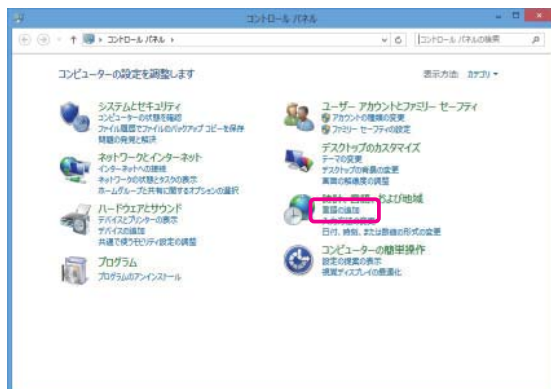 コントロール パネル
コントロール パネル
コントロール パネルの検索
コンピューターの設定を調整します
表示方法: カテゴリ
システムとセキュリティ
コンピューターの状態を確認
ファイル履歴でファイルのバックアップ コピーを保存
問題の発見と解決
ネットワークとインターネット
インターネットへの接続
ネットワークの状態とタスクの表示
ホームグループと共有に関するオプションの選択
ハードウェアとサウンド
デバイスとプリンターの表示
デバイスの追加
共通で使うモビリティ設定の調整
プログラム
プログラムのアンインストール
ユーザー アカウントとファミリー セーフティ
アカウントの種類の変更
ファミリー セーフティの設定
デスクトップのカスタマイズ
テーマの変更
デスクトップの背景の変更
画面の解像度の調整
時計、言語、および地域
言語の追加
日付、時刻、または数値の形式の変更
コンピューターの簡単操作
設定の提案の表示
視覚ディスプレイの最適化